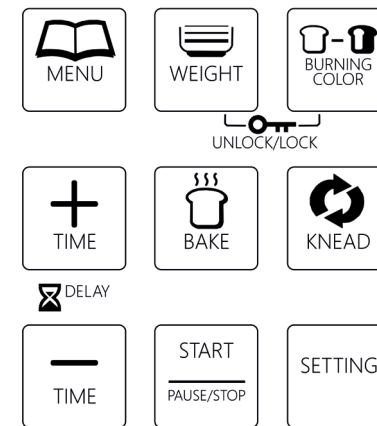 MENU
WEIGHT
BURNING
COLOR
UNLOCK/LOCK
TIME
BAKE
KNEAD
DELAY
TIME
START
PAUSE/STOP
SETTING